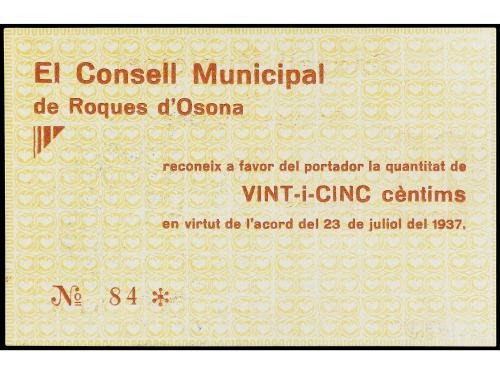 El Consell Municipal
de Roques d'Osona
reconeix a favor del portador la quantitat de
VINT-i-CINC cèntims
en virtut de l'acord del 23 de juliol del 1937.
Nº 84 *